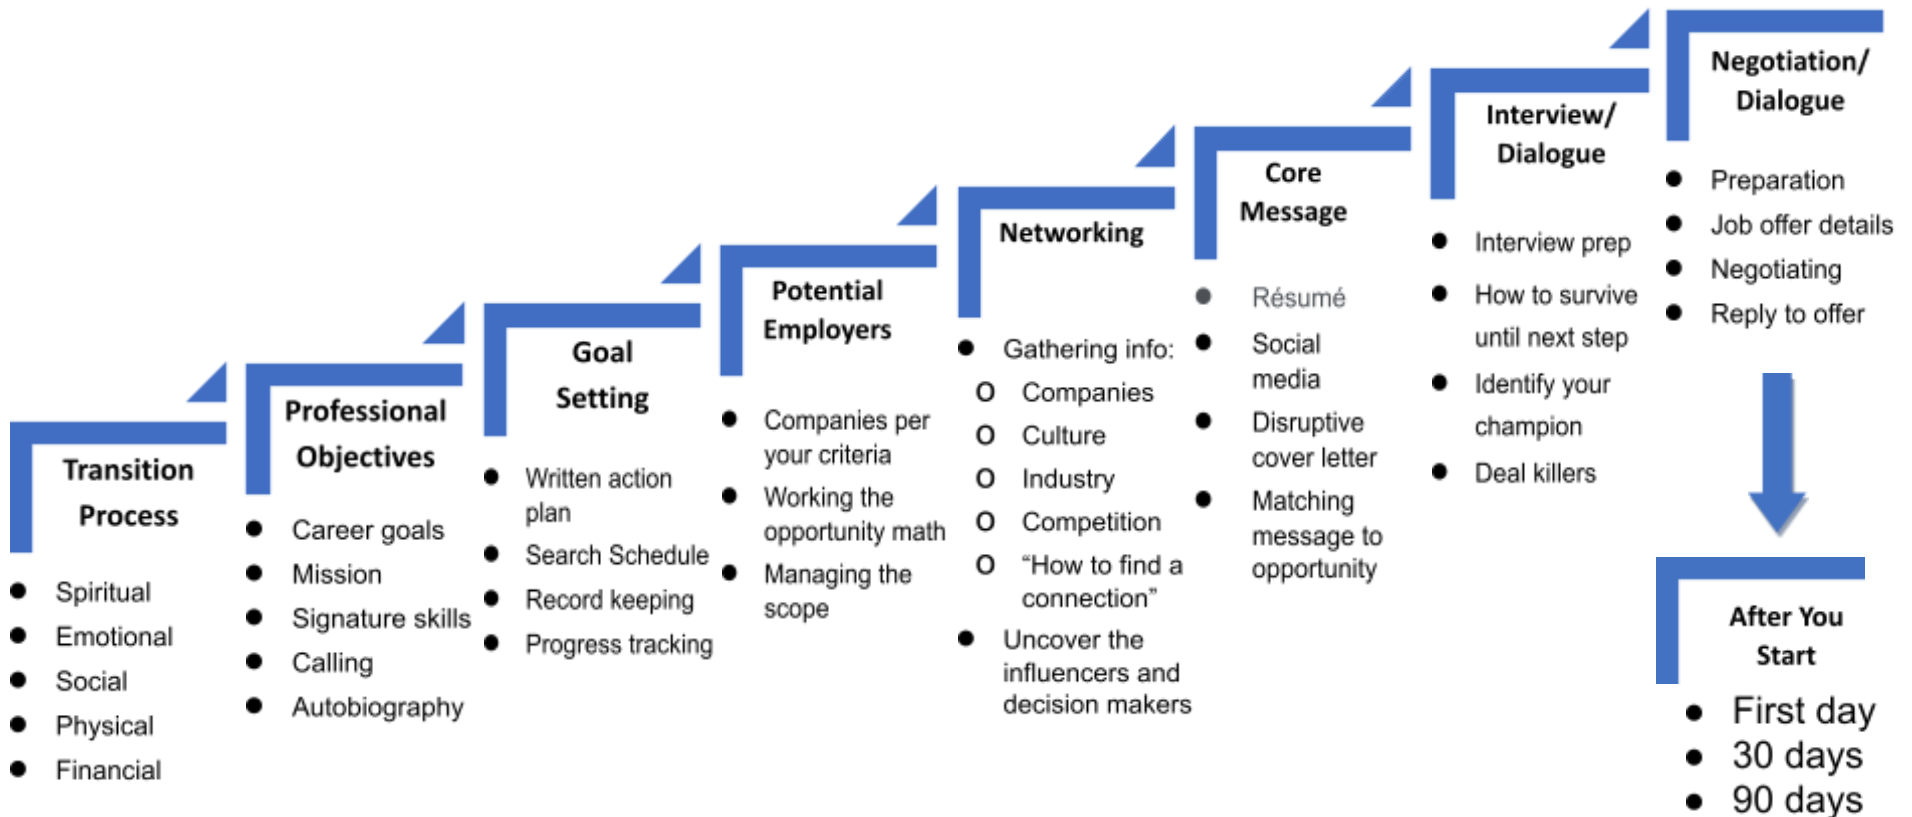 Transition
Process
● Spiritual
● Emotional
● Social
● Physical
● Financial
Professional
Objectives
● Career goals
● Mission
● Signature skills
● Calling
● Autobiography
Goal
Setting
● Written action
plan
● Search Schedule
● Record keeping
● Progress tracking
Potential
Employers
● Companies per
your criteria
● Working the
opportunity math
● Managing the
scope
Networking
● Gathering info:
o Companies
o Culture
o Industry
o Competition
o “How to find a
connection”
● Uncover the
influencers and
decision makers
Core
Message
● Résumé
● Social
media
● Disruptive
cover letter
● Matching
message to
opportunity
Interview/
Dialogue
● Interview prep
● How to survive
until next step
● Identify your
champion
● Deal killers
Negotiation/
Dialogue
● Preparation
● Job offer details
● Negotiating
● Reply to offer
After You
Start
● First day
● 30 days
● 90 days